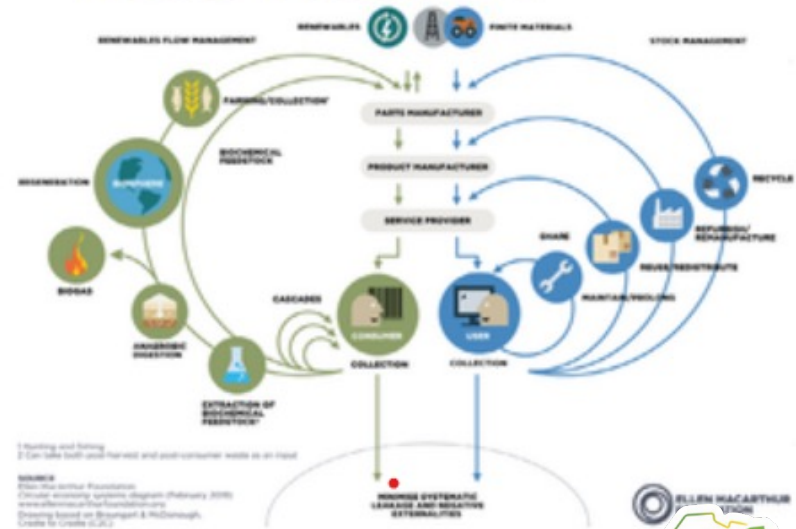 RENEWABLES
FINITE MATERIALS
RENEWABLES FLOW MANAGEMENT
STOCK MANAGEMENT
FARMING/COLLECTION¹
PARTS MANUFACTURER
BIOCHEMICAL
FEEDSTOCK
PRODUCT MANUFACTURER
REGENERATION
BIOSPHERE
RECYCLE
SERVICE PROVIDER
SHARE
REFURBISH/
REMANUFACTURE
REUSE/REDISTRIBUTE
BIOGAS
CASCADES
MAINTAIN/PROLONG
CONSUMER
USER
ANAEROBIC
DIGESTION
COLLECTION
COLLECTION
EXTRACTION OF
BIOCHEMICAL
FEEDSTOCK²
1 Hunting and fishing
2 Can take both post-harvest and post-consumer waste as an input
SOURCE
Ellen MacArthur Foundation
Circular economy systems diagram (February 2019)
www.ellenmacarthurfoundation.org
Drawing based on Braungart & McDonough,
Cradle to Cradle (C2C)
MINIMISE SYSTEMATIC
LEAKAGE AND NEGATIVE
EXTERNALITIES
ELLEN MACARTHUR